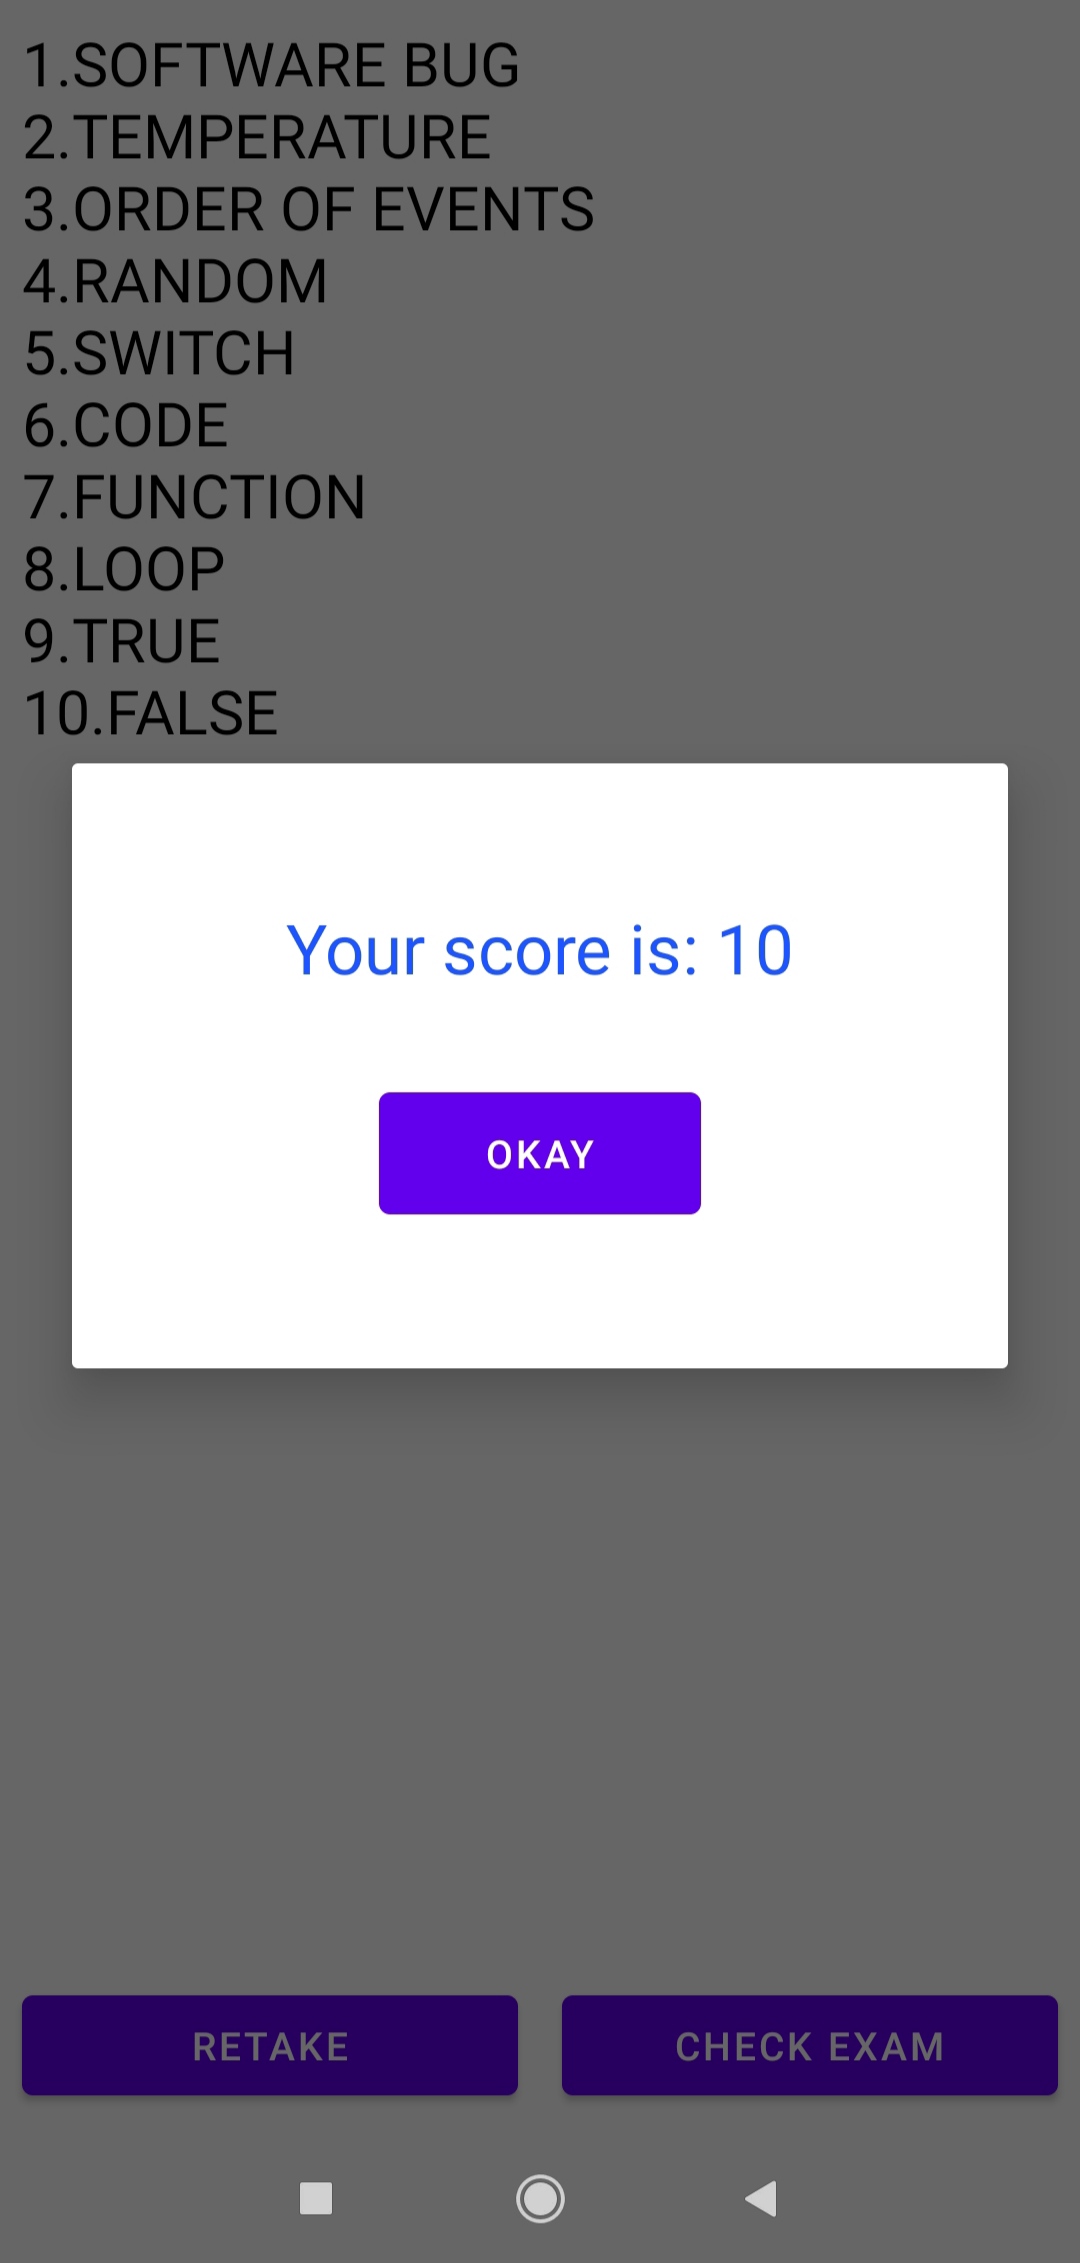 1.SOFTWARE BUG
2.TEMPERATURE
3.ORDER OF EVENTS
4.RANDOM
5.SWITCH
6.CODE
7.FUNCTION
8.LOOP
9.TRUE
10.FALSE
Your score is: 10
OKAY
RETAKE
CHECK EXAM